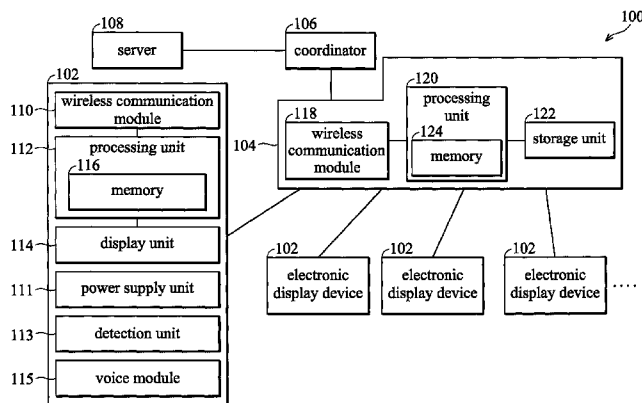 100
108
server
106
coordinator
102
110
wireless communication
module
112
processing unit
116
memory
114
display unit
111
power supply unit
113
detection unit
115
voice module
104
118
wireless
communication
module
120
processing
unit
124
memory
122
storage unit
102
electronic
display device
102
electronic
display device
102
electronic
display device
....